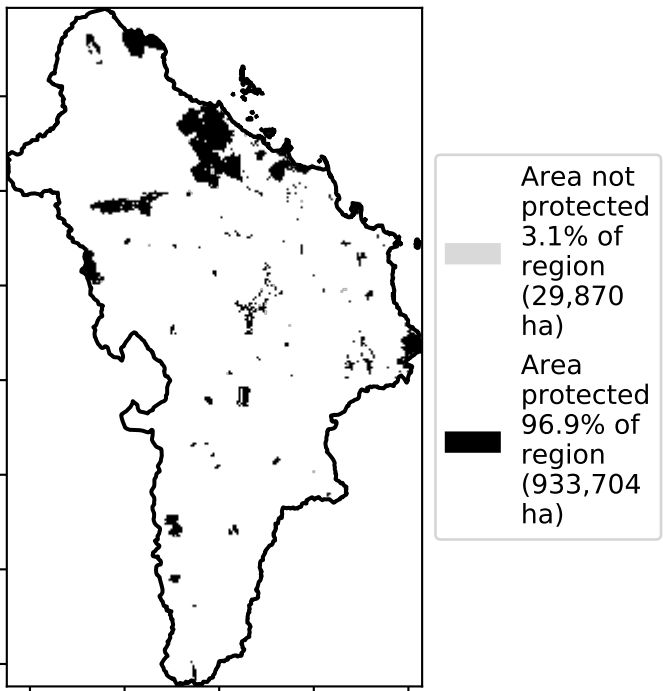 Area not
protected
3.1% of
region
(29,870
ha)
Area
protected
96.9% of
region
(933,704
ha)